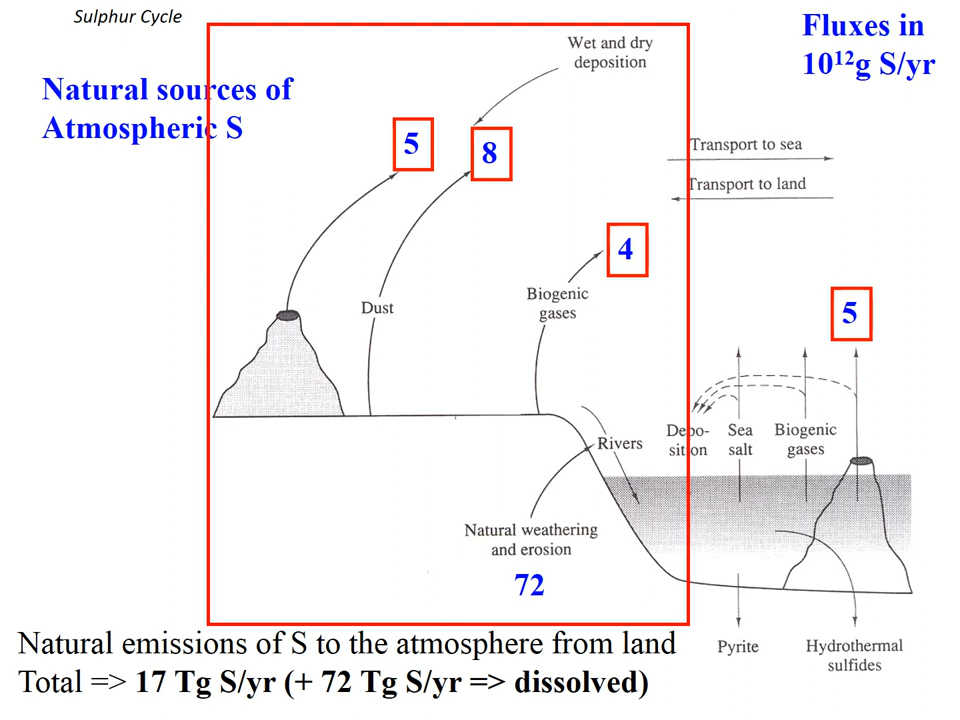 Sulphur Cycle
Fluxes in
10¹²g S/yr
Natural sources of
Atmospheric S
Wet and dry
deposition
5
8
Transport to sea
Transport to land
4
Dust
Biogenic
gases
5
Rivers
Depo-
sition
Sea
salt
Biogenic
gases
Natural weathering
and erosion
72
Pyrite
Hydrothermal
sulfides
Natural emissions of S to the atmosphere from land
Total => 17 Tg S/yr (+ 72 Tg S/yr => dissolved)